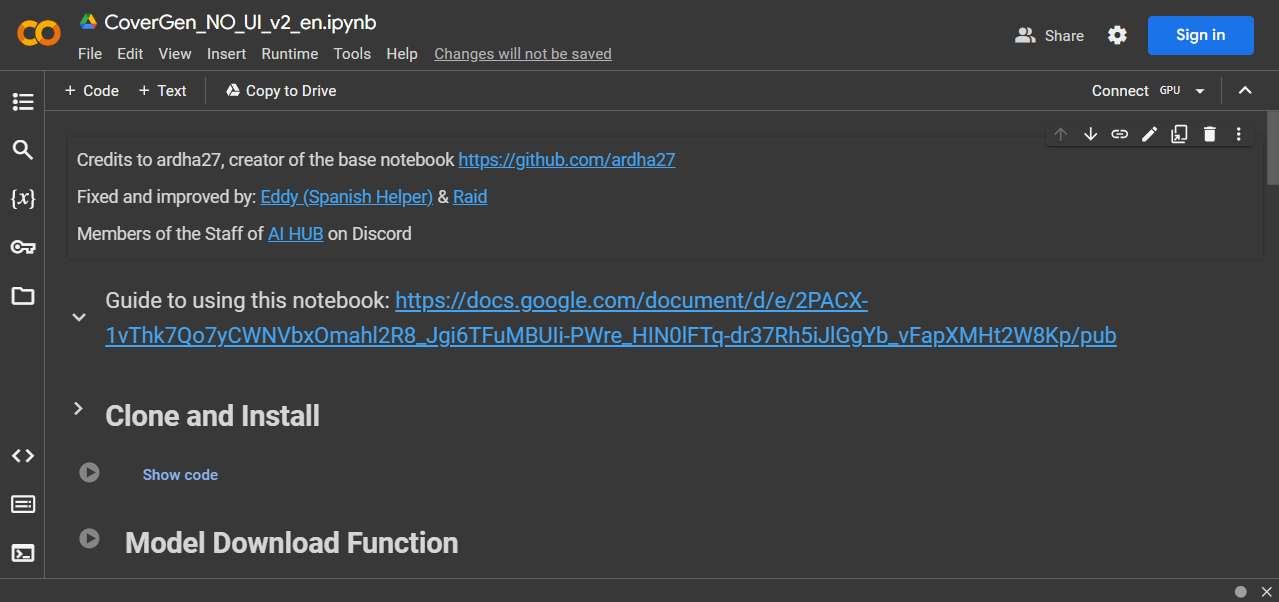 CoverGen_NO_UI_v2_en.ipynb
File Edit View Insert Runtime Tools Help Changes will not be saved
Share
Sign in
+ Code + Text Copy to Drive
Connect GPU
{x}
Credits to ardha27, creator of the base notebook https://github.com/ardha27
Fixed and improved by: Eddy (Spanish Helper) & Raid
Members of the Staff of AI HUB on Discord
Guide to using this notebook: https://docs.google.com/document/d/e/2PACX-
1vThk7Qo7yCWNVbxOmahl2R8_Jgi6TFuMBUIi-PWre_HIN0lFTq-dr37Rh5iJlGgYb_vFapXMHt2W8Kp/pub
Clone and Install
Show code
Model Download Function